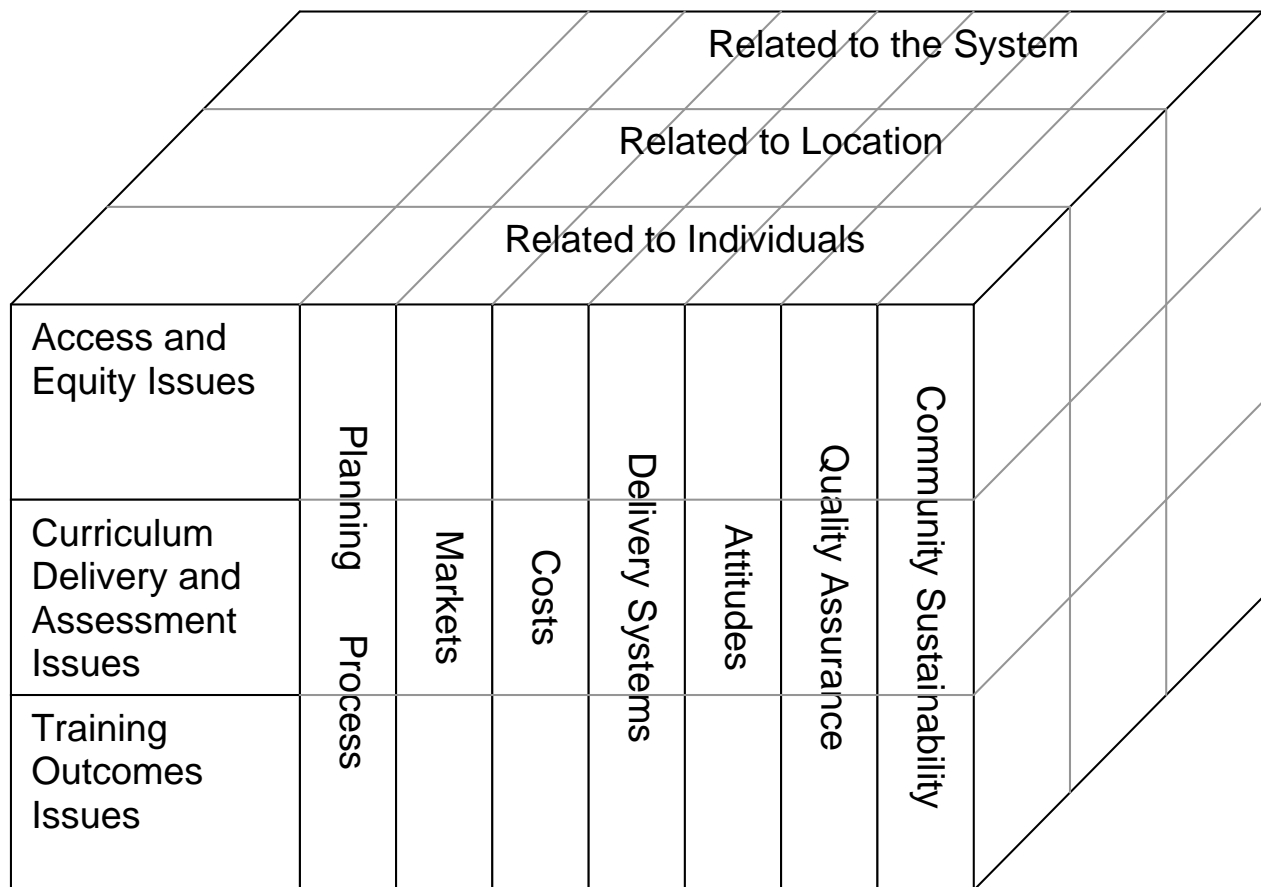 Related to the System
Related to Location
Related to Individuals
Access and
Equity Issues
Curriculum
Delivery and
Assessment
Issues
Training
Outcomes
Issues
Planning Process
Markets
Costs
Delivery Systems
Attitudes
Quality Assurance
Community Sustainability